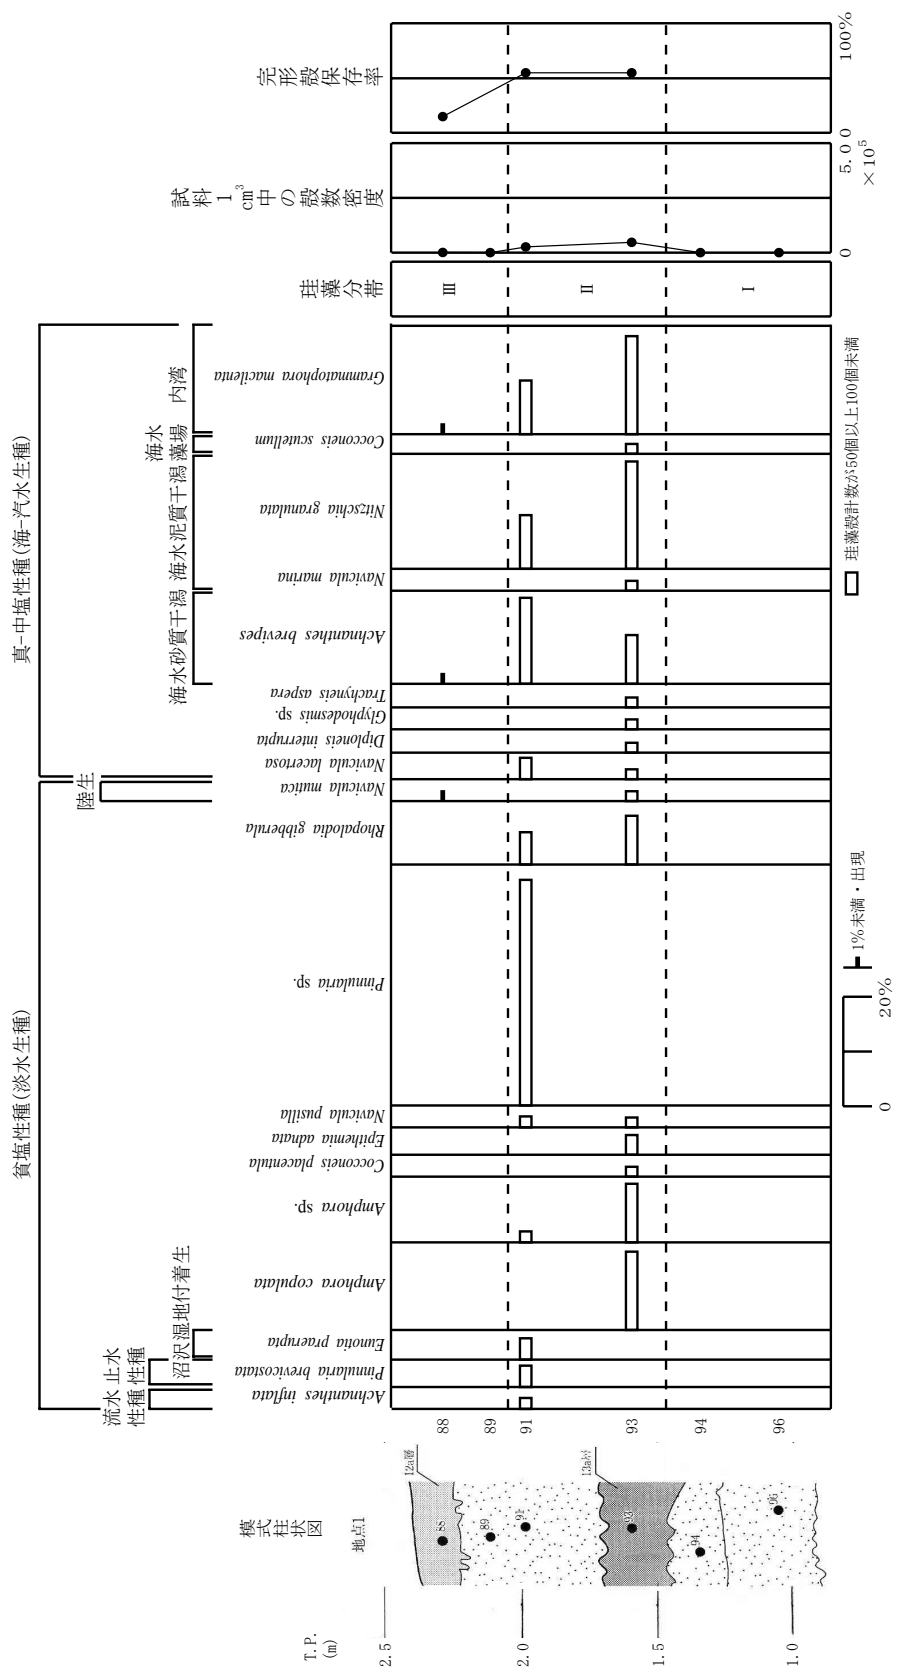 T.P.
(m)
2.5
2.0
1.5
1.0
模式柱状図
地点1
12a層
88
89
91
93
94
96
貧塩性種(淡水生種)
真-中塩性種(海-汽水生種)
流水性種
止水性種
沼沢湿地付着生
陸生
海水砂質干潟
海水泥質干潟
海水藻場
内湾
Achnanthes inflata
Pinnularia brevicostata
Eunotia praerupta
Amphora copulata
Amphora sp.
Cocconeis placentula
Epithemia adnata
Navicula pusilla
Pinnularia sp.
Rhopalodia gibberula
Navicula mutica
Navicula lacertosa
Diploneis interrupta
Glyphodesmis sp.
Trachyneis aspera
Achnanthes brevipes
Navicula marina
Nitzschia granulata
Cocconeis scutellum
Grammatophora macilenta
88
89
91
93
94
96
珪藻分帯
Ⅲ
Ⅱ
Ⅰ
試料1cm³中の殻数密度
0
5.0
×10⁵
完形殻保存率
0
100%
0
20%
1%未満・出現
珪藻殻計数が50個以上100個未満